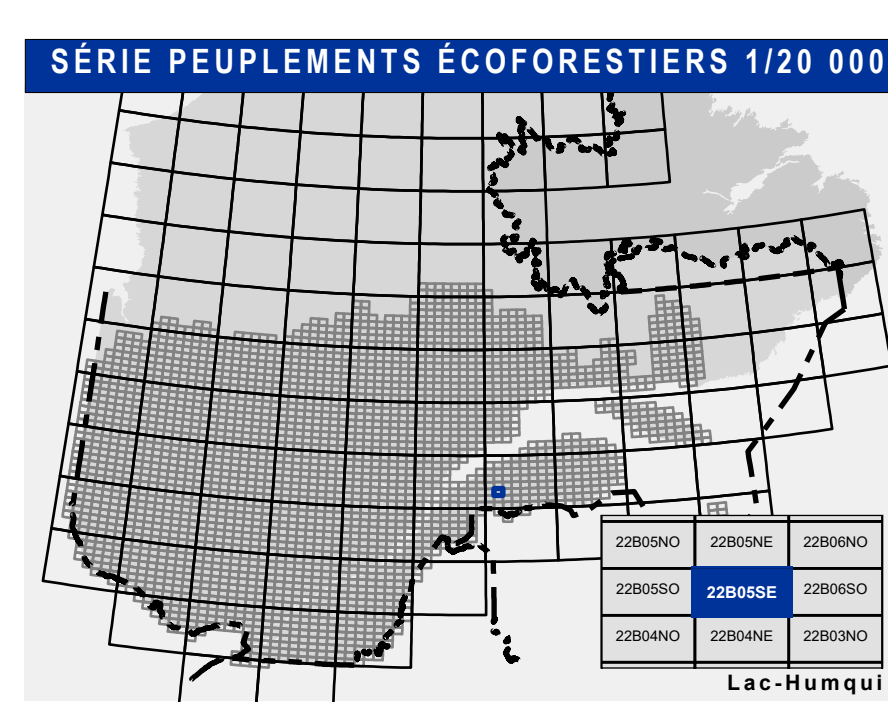 SÉRIE PEUPLEMENTS ÉCOFORESTIERS 1/20 000
22B05NO 22B05NE 22B06NO
22B05SO 22B05SE 22B06SO
22B04NO 22B04NE 22B03NO
Lac-Humqui